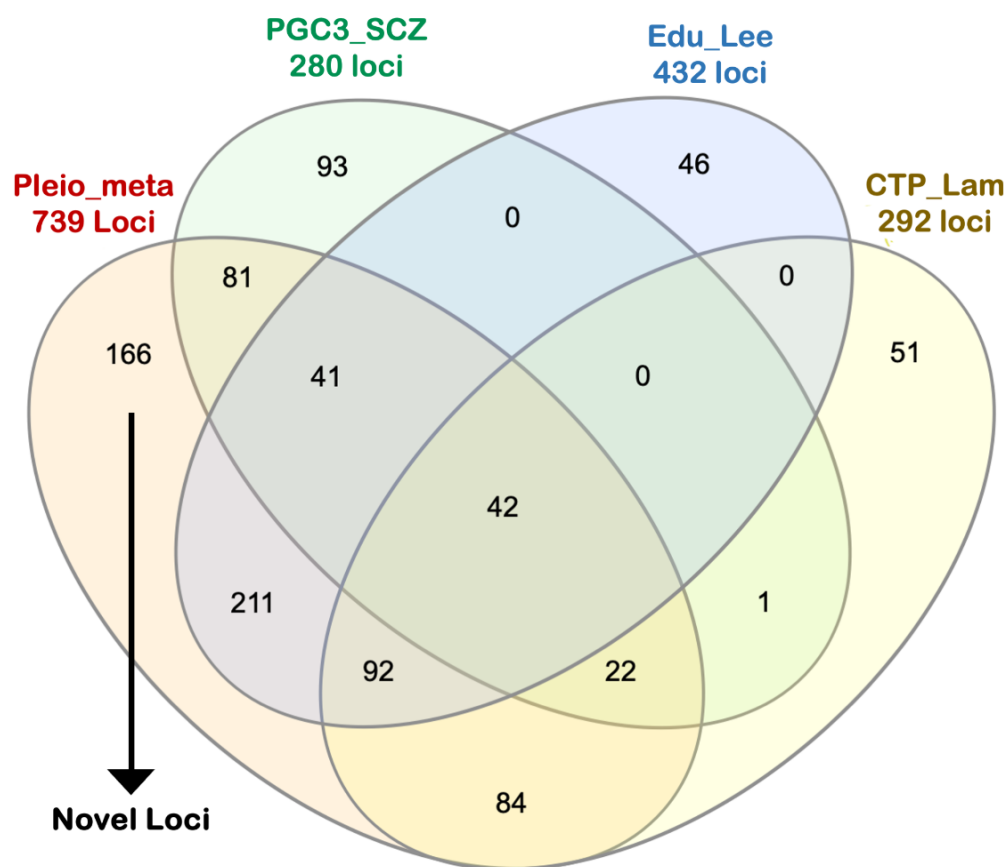 PGC3_SCZ
280 loci
Edu_Lee
432 loci
Pleio_meta
739 Loci
CTP_Lam
292 loci
93
46
0
81
0
166
51
41
0
42
211
1
92
22
84
Novel Loci